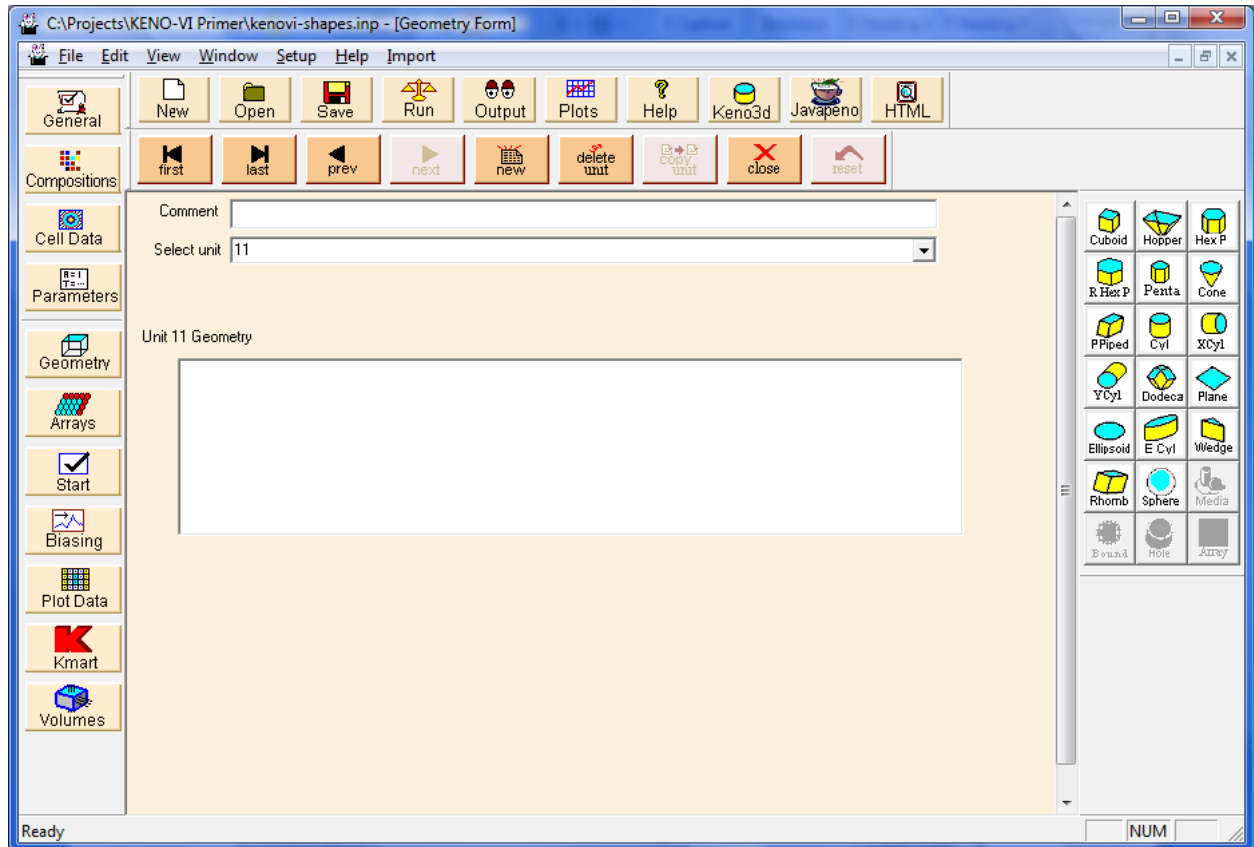 C:\Projects\KENO-VI Primer\kenovi-shapes.inp - [Geometry Form]
File Edit View Window Setup Help Import
General
New Open Save Run Output Plots Help Keno3d Javapeno HTML
Compositions
first last prev next new delete unit copy unit close reset
Cell Data
Parameters
Geometry
Arrays
Start
Biasing
Plot Data
Kmart
Volumes
Comment
Select unit 11
Unit 11 Geometry
Cuboid Hopper Hex P
R Hex P Penta Cone
PPiped Cyl XCyl
YCyl Dodeca Plane
Ellipsoid E Cyl Wedge
Rhomb Sphere Media
Bound Hole Array
Ready NUM